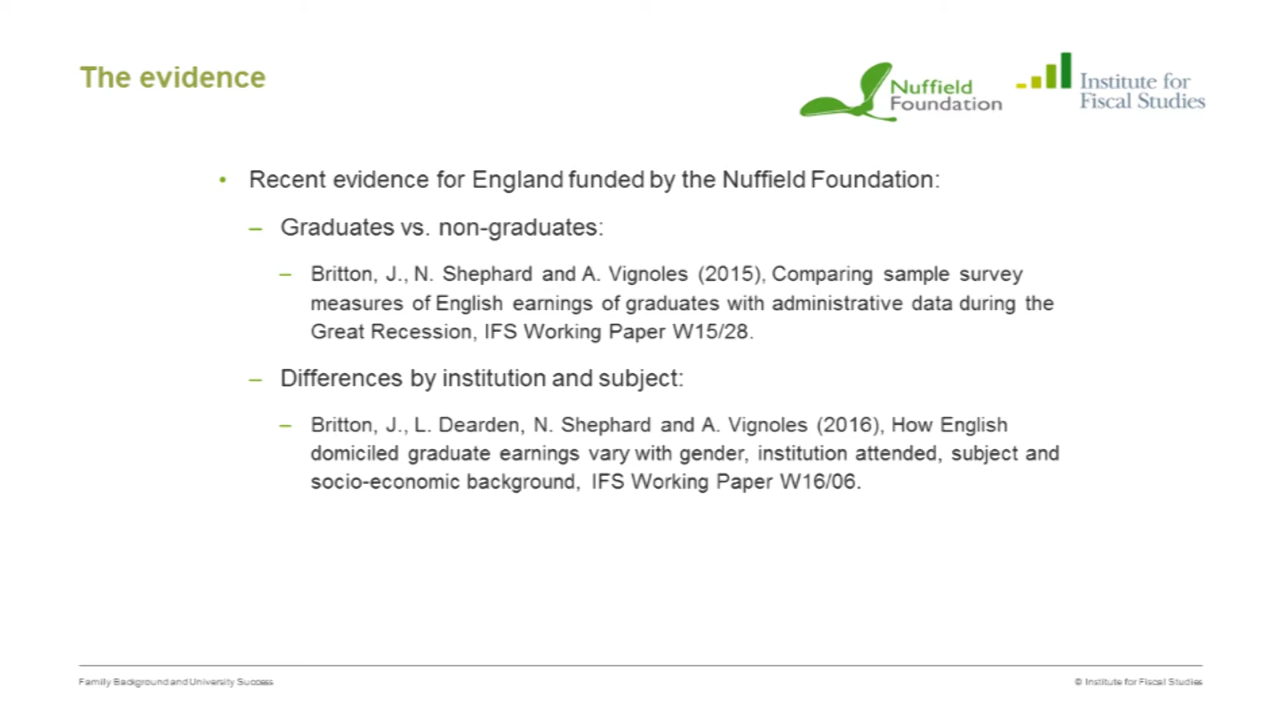 The evidence
Nuffield
Foundation
Institute for
Fiscal Studies
• Recent evidence for England funded by the Nuffield Foundation:
– Graduates vs. non-graduates:
– Britton, J., N. Shephard and A. Vignoles (2015), Comparing sample survey
measures of English earnings of graduates with administrative data during the
Great Recession, IFS Working Paper W15/28.
– Differences by institution and subject:
– Britton, J., L. Dearden, N. Shephard and A. Vignoles (2016), How English
domiciled graduate earnings vary with gender, institution attended, subject and
socio-economic background, IFS Working Paper W16/06.
Family Background and University Success
© Institute for Fiscal Studies